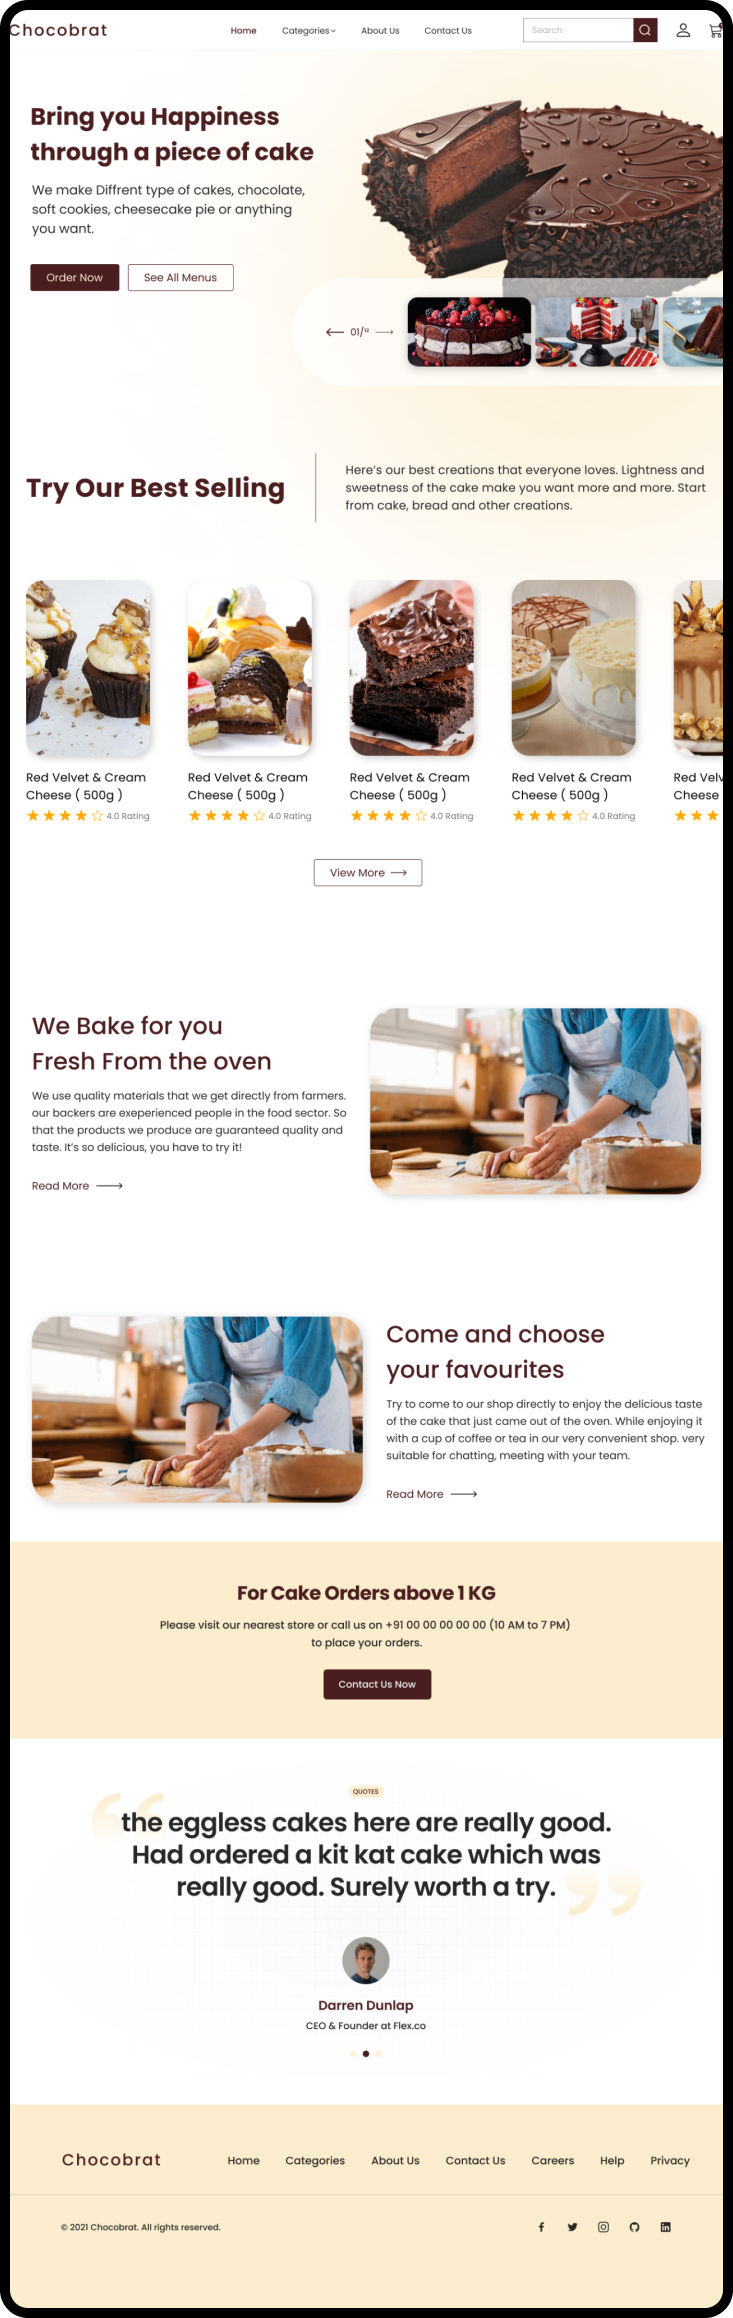 Chocobrat
Home Categories About Us Contact Us
Search
Bring you Happiness
through a piece of cake
We make Diffrent type of cakes, chocolate,
soft cookies, cheesecake pie or anything
you want.
Order Now See All Menus
01/12
Try Our Best Selling
Here's our best creations that everyone loves. Lightness and
sweetness of the cake make you want more and more. Start
from cake, bread and other creations.
Red Velvet & Cream
Cheese ( 500g )
4.0 Rating
Red Velvet & Cream
Cheese ( 500g )
4.0 Rating
Red Velvet & Cream
Cheese ( 500g )
4.0 Rating
Red Velvet & Cream
Cheese ( 500g )
4.0 Rating
Red Velv
Cheese
View More
We Bake for you
Fresh From the oven
We use quality materials that we get directly from farmers.
our backers are exeperienced people in the food sector. So
that the products we produce are guaranteed quality and
taste. It's so delicious, you have to try it!
Read More
Come and choose
your favourites
Try to come to our shop directly to enjoy the delicious taste
of the cake that just came out of the oven. While enjoying it
with a cup of coffee or tea in our very convenient shop. very
suitable for chatting, meeting with your team.
Read More
For Cake Orders above 1 KG
Please visit our nearest store or call us on +91 00 00 00 00 00 (10 AM to 7 PM)
to place your orders.
Contact Us Now
QUOTES
the eggless cakes here are really good.
Had ordered a kit kat cake which was
really good. Surely worth a try.
Darren Dunlap
CEO & Founder at Flex.co
Chocobrat
Home Categories About Us Contact Us Careers Help Privacy
© 2021 Chocobrat. All rights reserved.